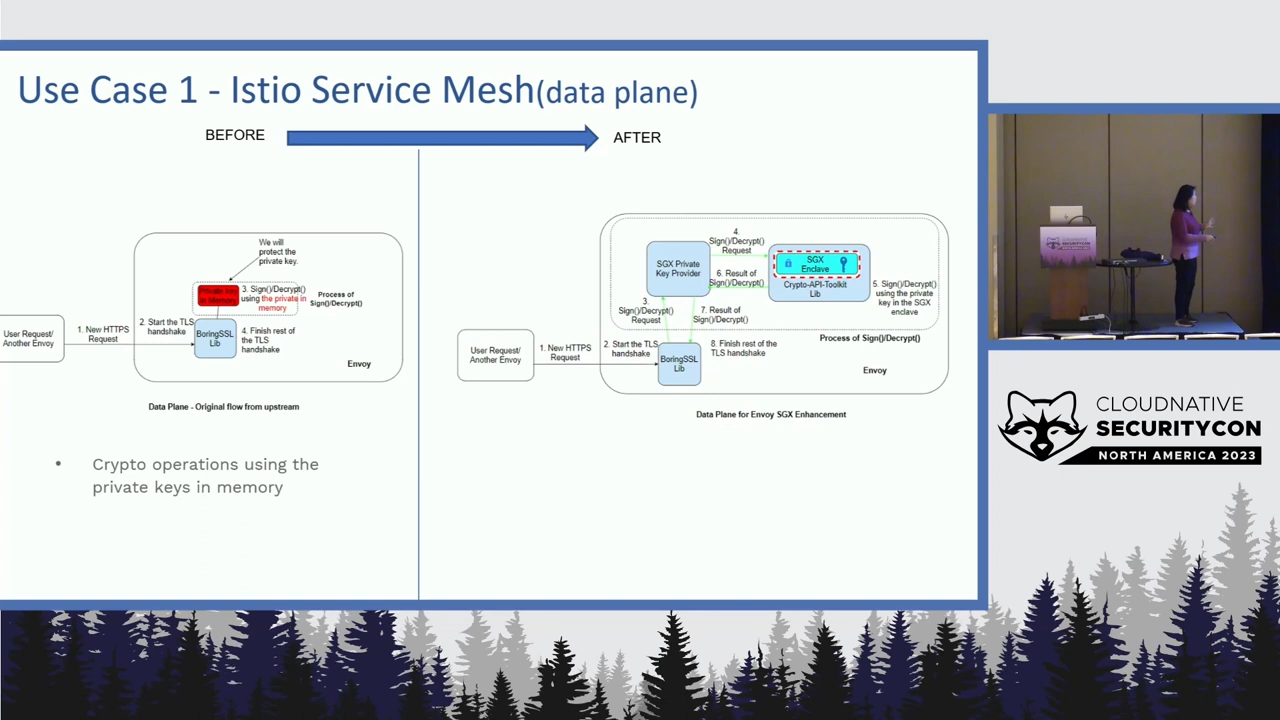 Use Case 1 - Istio Service Mesh(data plane)
BEFORE
AFTER
We will
protect the
private key.
Private key
in Memory
3. Sign()/Decrypt()
using the private in
memory
Process of
Sign()/Decrypt()
User Request/
Another Envoy
1. New HTTPS
Request
2. Start the TLS
handshake
BoringSSL
Lib
4. Finish rest of
the TLS
handshake
Envoy
Data Plane - Original flow from upstream
• Crypto operations using the
private keys in memory
4.
Sign()/Decrypt()
Request
SGX Private
Key Provider
SGX
Enclave
Crypto-API-Toolkit
Lib
6. Result of
Sign()/Decrypt()
5. Sign()/Decrypt()
using the private
key in the SGX
enclave
3.
Sign()/Decrypt()
Request
7. Result of
Sign()/Decrypt()
Process of Sign()/Decrypt()
User Request/
Another Envoy
1. New HTTPS
Request
2. Start the TLS
handshake
BoringSSL
Lib
8. Finish rest of the
TLS handshake
Envoy
Data Plane for Envoy SGX Enhancement
CLOUDNATIVE
SECURITYCON
NORTH AMERICA 2023